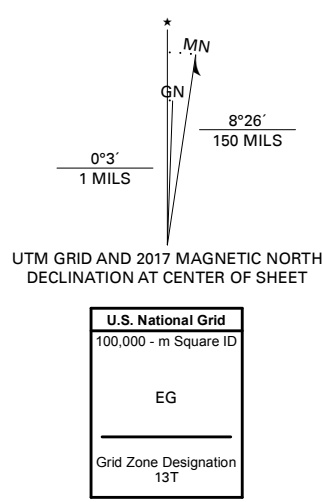 ★
MN
GN
8°26´
150 MILS
0°3´
1 MILS
UTM GRID AND 2017 MAGNETIC NORTH
DECLINATION AT CENTER OF SHEET
U.S. National Grid
100,000 - m Square ID
EG
Grid Zone Designation
13T